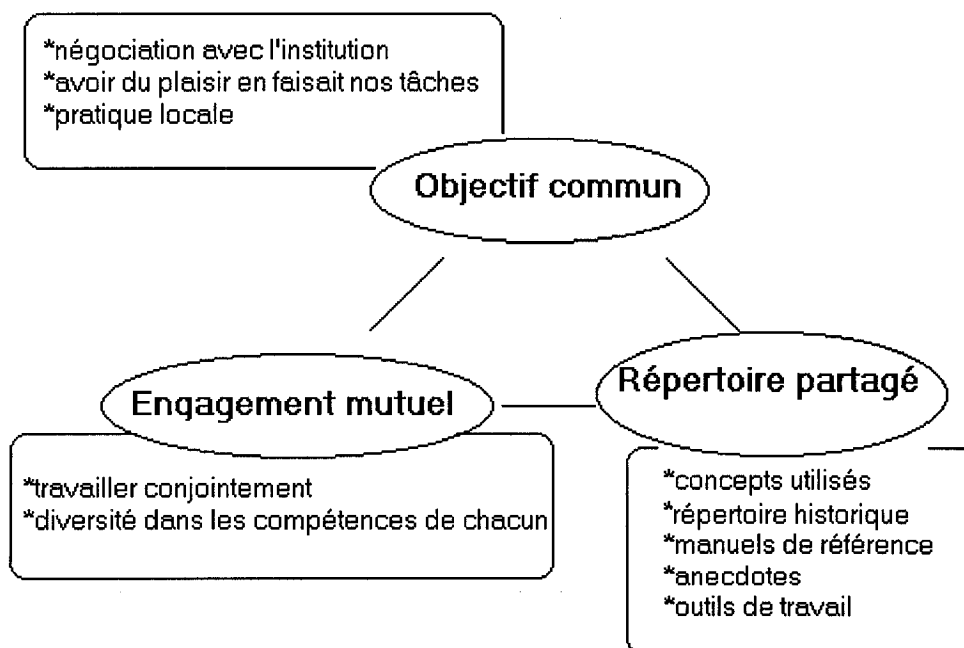 *négociation avec l'institution
*avoir du plaisir en faisait nos tâches
*pratique locale
Objectif commun
Engagement mutuel
*travailler conjointement
*diversité dans les compétences de chacun
Répertoire partagé
*concepts utilisés
*répertoire historique
*manuels de référence
*anecdotes
*outils de travail